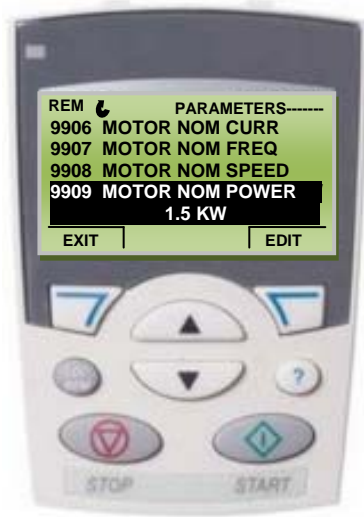 REM PARAMETERS-------
9906 MOTOR NOM CURR
9907 MOTOR NOM FREQ
9908 MOTOR NOM SPEED
9909 MOTOR NOM POWER
1.5 KW
EXIT EDIT
?
STOP START